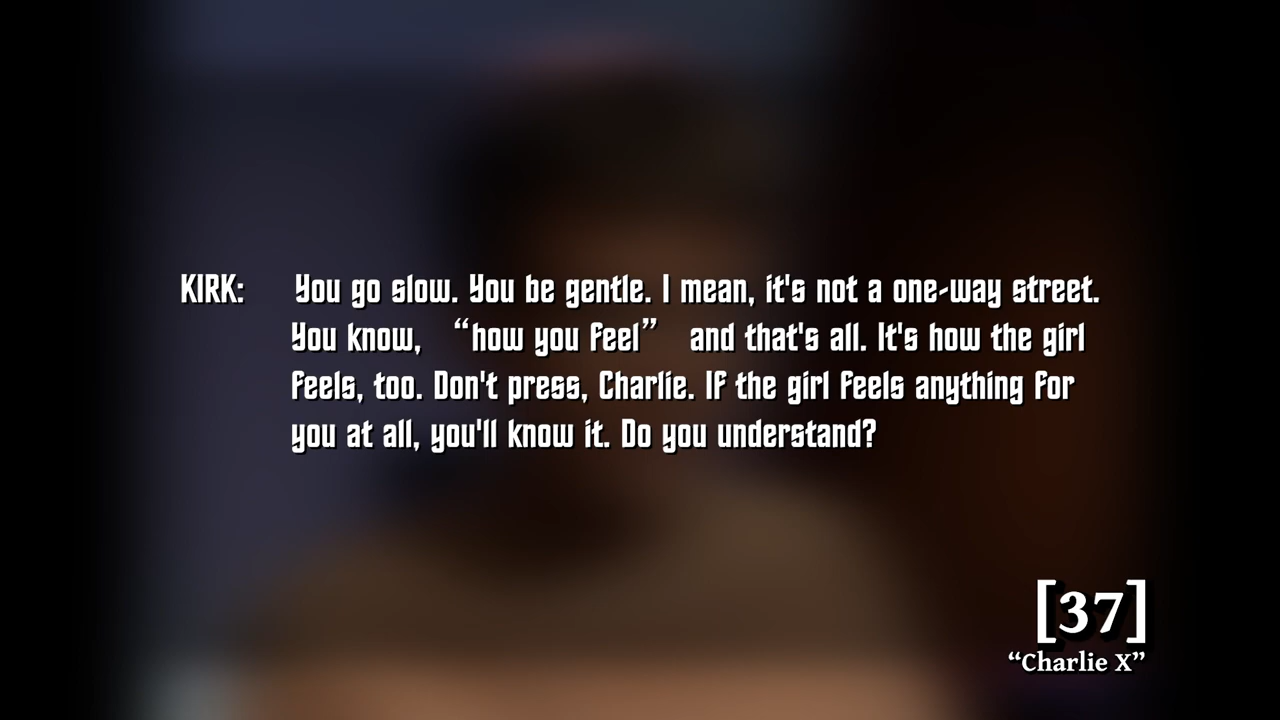 KIRK: You go slow. You be gentle. I mean, it's not a one-way street.
You know, “how you feel” and that's all. It's how the girl
feels, too. Don't press, Charlie. If the girl feels anything for
you at all, you'll know it. Do you understand?
[37]
“Charlie X”